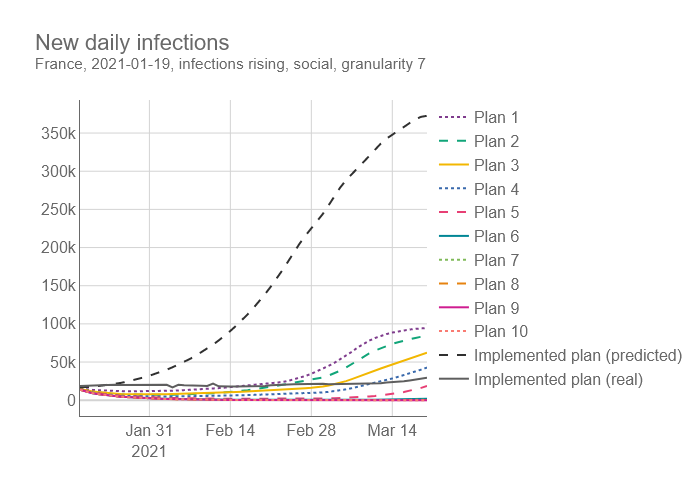 New daily infections
France, 2021-01-19, infections rising, social, granularity 7
350k
300k
250k
200k
150k
100k
50k
0
Jan 31
2021
Feb 14
Feb 28
Mar 14
Plan 1
Plan 2
Plan 3
Plan 4
Plan 5
Plan 6
Plan 7
Plan 8
Plan 9
Plan 10
Implemented plan (predicted)
Implemented plan (real)